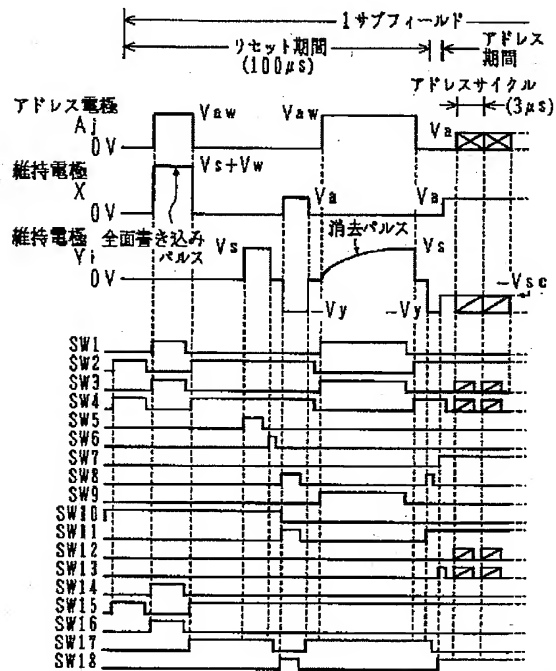 1サブフィールド
リセット期間
(100μs)
アドレス
期間
アドレスサイクル
(3μs)
アドレス電極
Aj
0V
Vaw
Vaw
Va
維持電極
X
0V
Vs+Vw
Va
Va
維持電極
Yi
0V
全面書き込み
パルス
Vs
消去パルス
Vs
-Vsc
-Vy
-Vy
SW1
SW2
SW3
SW4
SW5
SW6
SW7
SW8
SW9
SW10
SW11
SW12
SW13
SW14
SW15
SW16
SW17
SW18